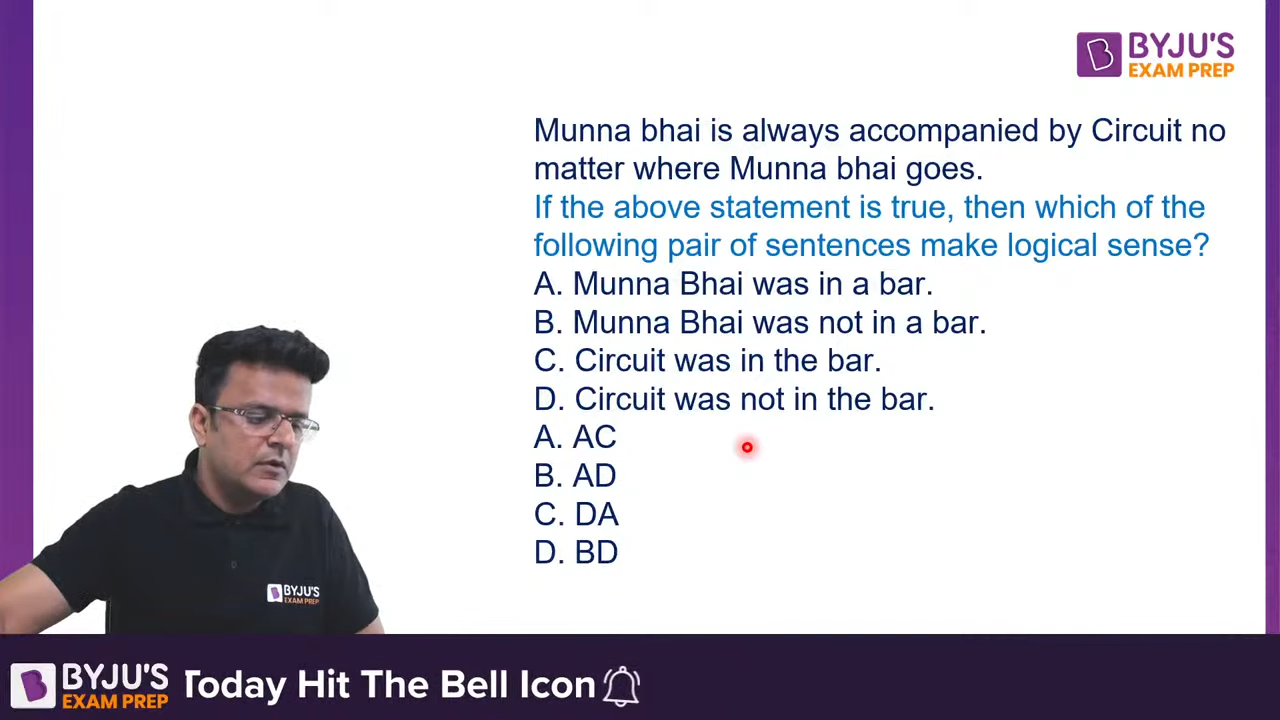 BYJU'S
EXAM PREP
Munna bhai is always accompanied by Circuit no
matter where Munna bhai goes.
If the above statement is true, then which of the
following pair of sentences make logical sense?
A. Munna Bhai was in a bar.
B. Munna Bhai was not in a bar.
C. Circuit was in the bar.
D. Circuit was not in the bar.
A. AC
B. AD
C. DA
D. BD
BYJU'S
EXAM PREP
BYJU'S
EXAM PREP
Today Hit The Bell Icon